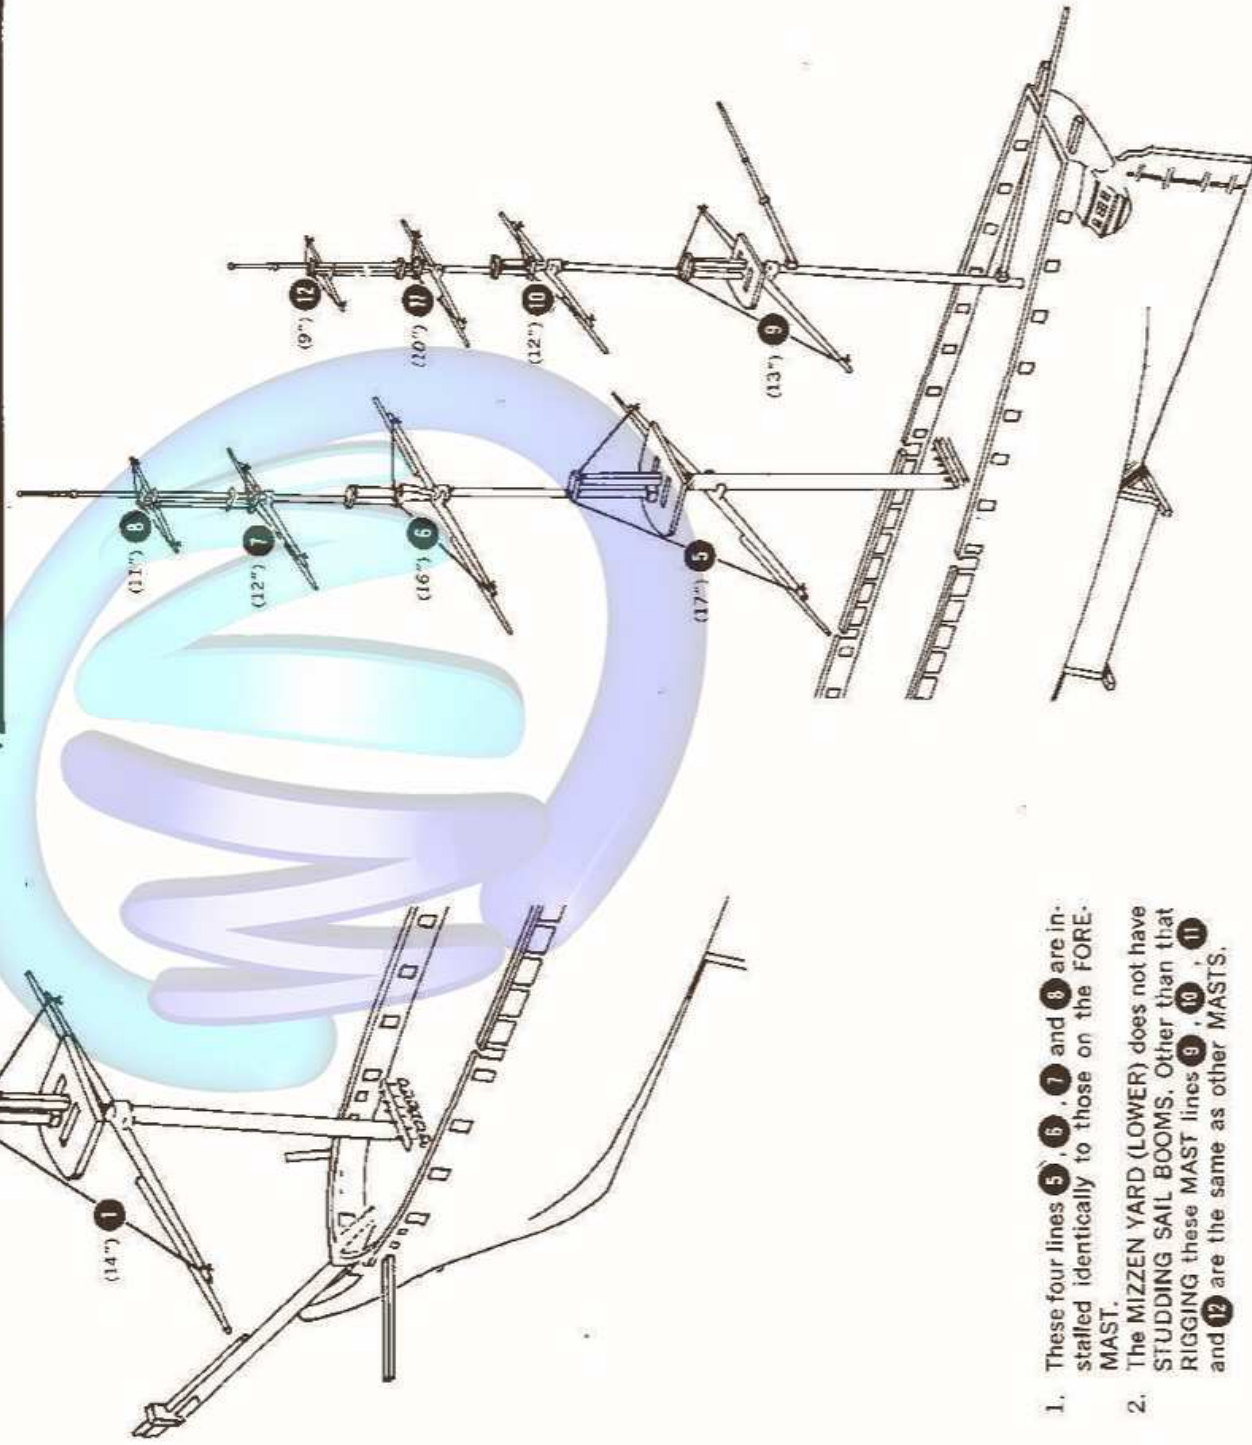 (14") 1
(11") 8
(12") 7
(16") 6
(17") 5
(9") 12
(10") 11
(12") 10
(13") 9
1. These four lines 5, 6, 7 and 8 are in-
stalled identically to those on the FORE-
MAST.
2. The MIZZEN YARD (LOWER) does not have
STUDDING SAIL BOOMS. Other than that
RIGGING these MAST lines 9, 10, 11
and 12 are the same as other MASTS.